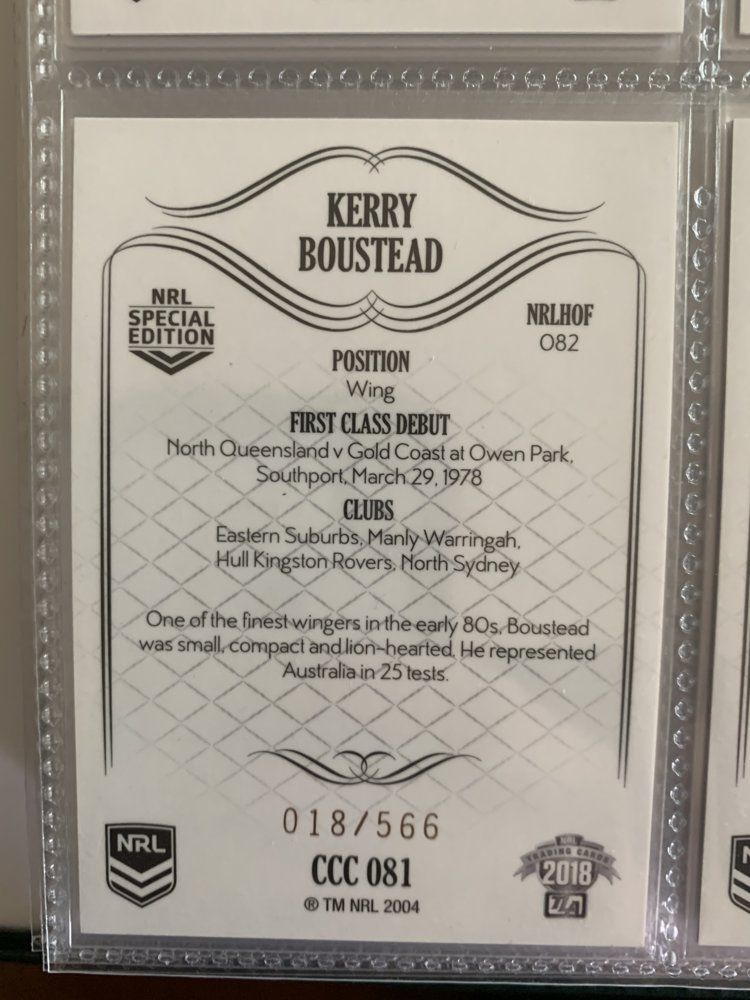 KERRY
BOUSTEAD
NRL
SPECIAL
EDITION
NRLHOF
082
POSITION
Wing
FIRST CLASS DEBUT
North Queensland v Gold Coast at Owen Park,
Southport, March 29, 1978
CLUBS
Eastern Suburbs, Manly Warringah,
Hull Kingston Rovers, North Sydney
One of the finest wingers in the early 80s, Boustead
was small, compact and lion-hearted. He represented
Australia in 25 tests.
018/566
NRL
CCC 081
® TM NRL 2004
NRL
TRADING CARDS
2018